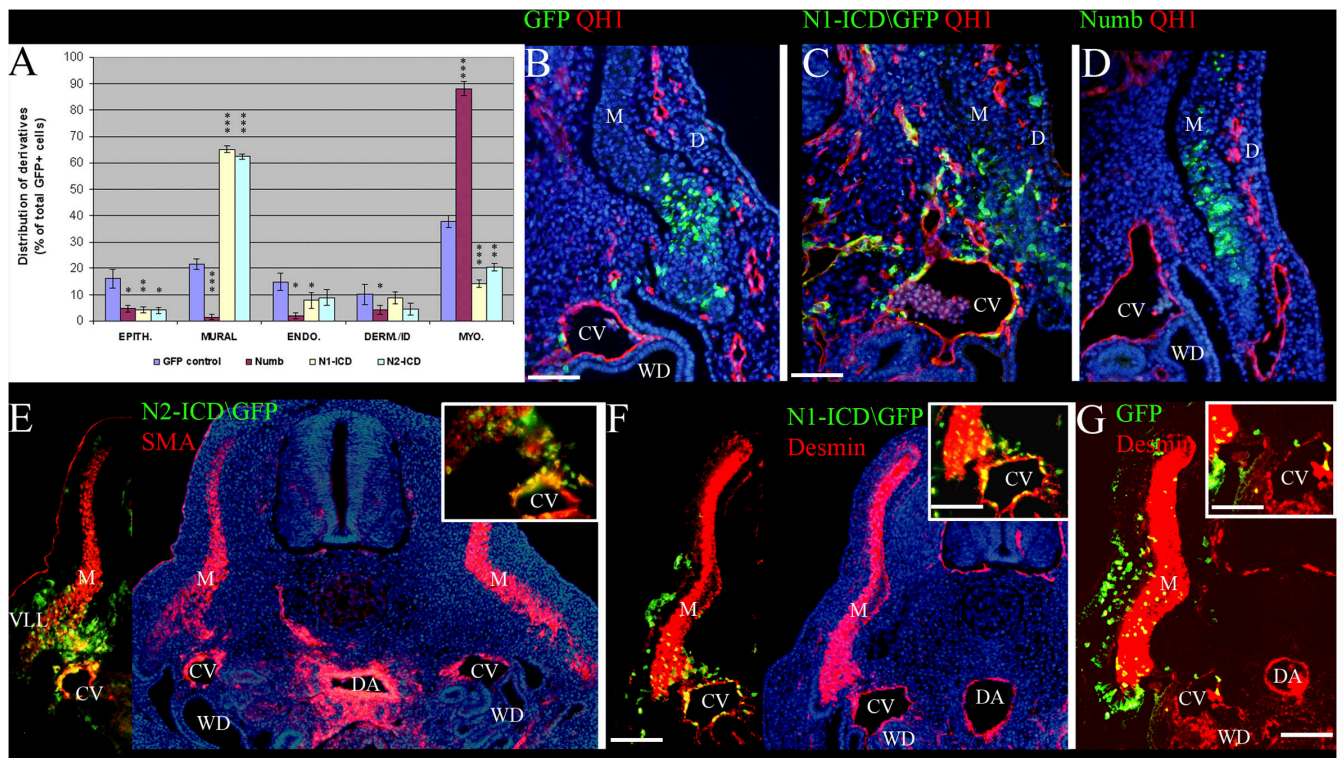 GFP QH1
N1-ICD\GFP QH1
Numb QH1
A
B
C
D
Distribution of derivatives
(% of total GFP+ cells)
100
90
80
70
60
50
40
30
20
10
0
* ** *
*** *** ***
* *
*
*** *** **
EPITH. MURAL ENDO. DERM./ID MYO.
GFP control Numb N1-ICD N2-ICD
M
D
CV
WD
M
D
CV
M
D
CV
WD
E
N2-ICD\GFP
SMA
CV
M
VLL
CV
M
M
CV
DA
CV
WD
WD
F
N1-ICD\GFP
Desmin
CV
M
CV
M
CV
DA
WD
G
GFP
Desmin
CV
M
CV
DA
WD